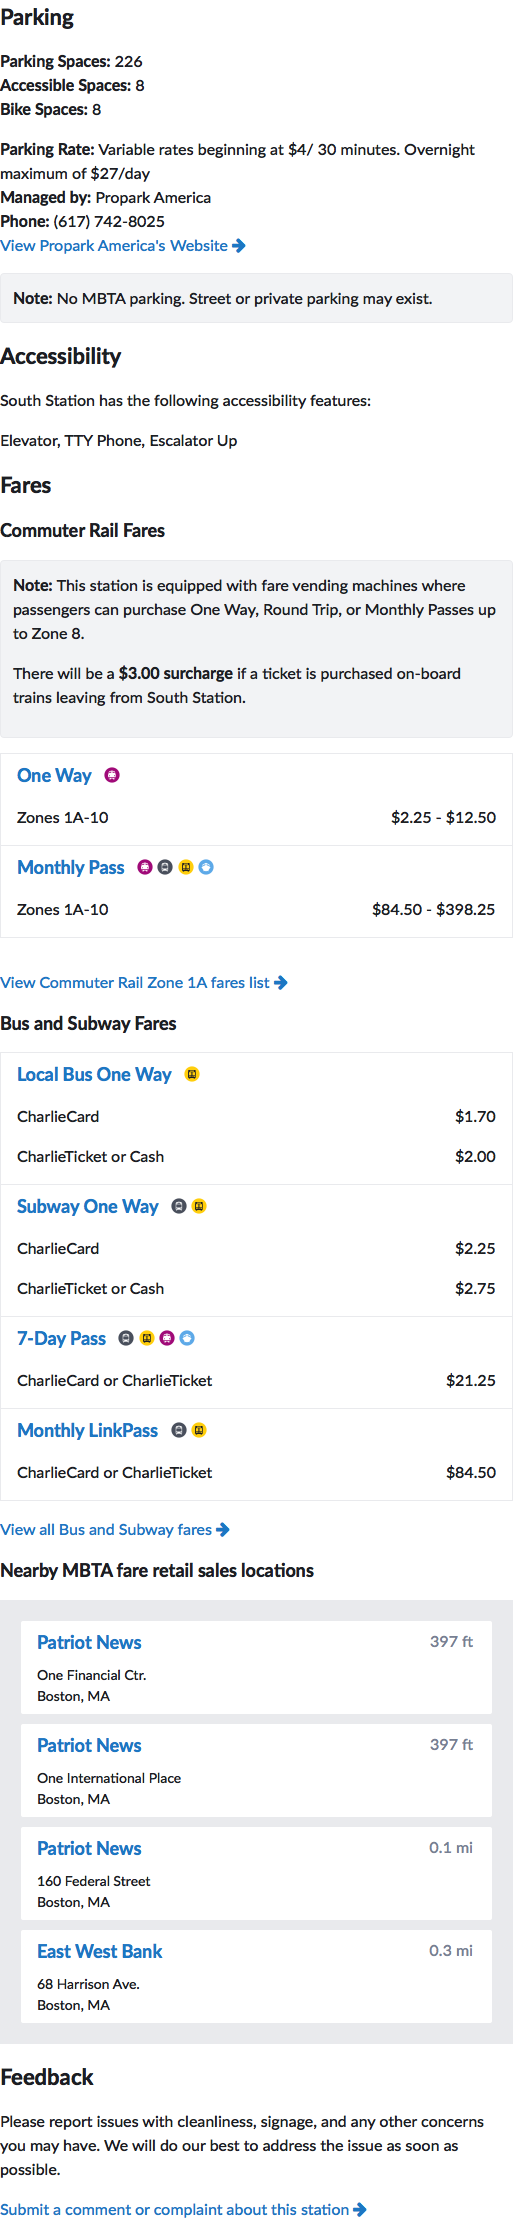 Parking
Parking Spaces: 226
Accessible Spaces: 8
Bike Spaces: 8
Parking Rate: Variable rates beginning at $4/ 30 minutes. Overnight
maximum of $27/day
Managed by: Propark America
Phone: (617) 742-8025
View Propark America's Website
Note: No MBTA parking. Street or private parking may exist.
Accessibility
South Station has the following accessibility features:
Elevator, TTY Phone, Escalator Up
Fares
Commuter Rail Fares
Note: This station is equipped with fare vending machines where
passengers can purchase One Way, Round Trip, or Monthly Passes up
to Zone 8.
There will be a $3.00 surcharge if a ticket is purchased on-board
trains leaving from South Station.
One Way
Zones 1A-10 $2.25 - $12.50
Monthly Pass
Zones 1A-10 $84.50 - $398.25
View Commuter Rail Zone 1A fares list
Bus and Subway Fares
Local Bus One Way
CharlieCard $1.70
CharlieTicket or Cash $2.00
Subway One Way
CharlieCard $2.25
CharlieTicket or Cash $2.75
7-Day Pass
CharlieCard or CharlieTicket $21.25
Monthly LinkPass
CharlieCard or CharlieTicket $84.50
View all Bus and Subway fares
Nearby MBTA fare retail sales locations
Patriot News 397 ft
One Financial Ctr.
Boston, MA
Patriot News 397 ft
One International Place
Boston, MA
Patriot News 0.1 mi
160 Federal Street
Boston, MA
East West Bank 0.3 mi
68 Harrison Ave.
Boston, MA
Feedback
Please report issues with cleanliness, signage, and any other concerns
you may have. We will do our best to address the issue as soon as
possible.
Submit a comment or complaint about this station